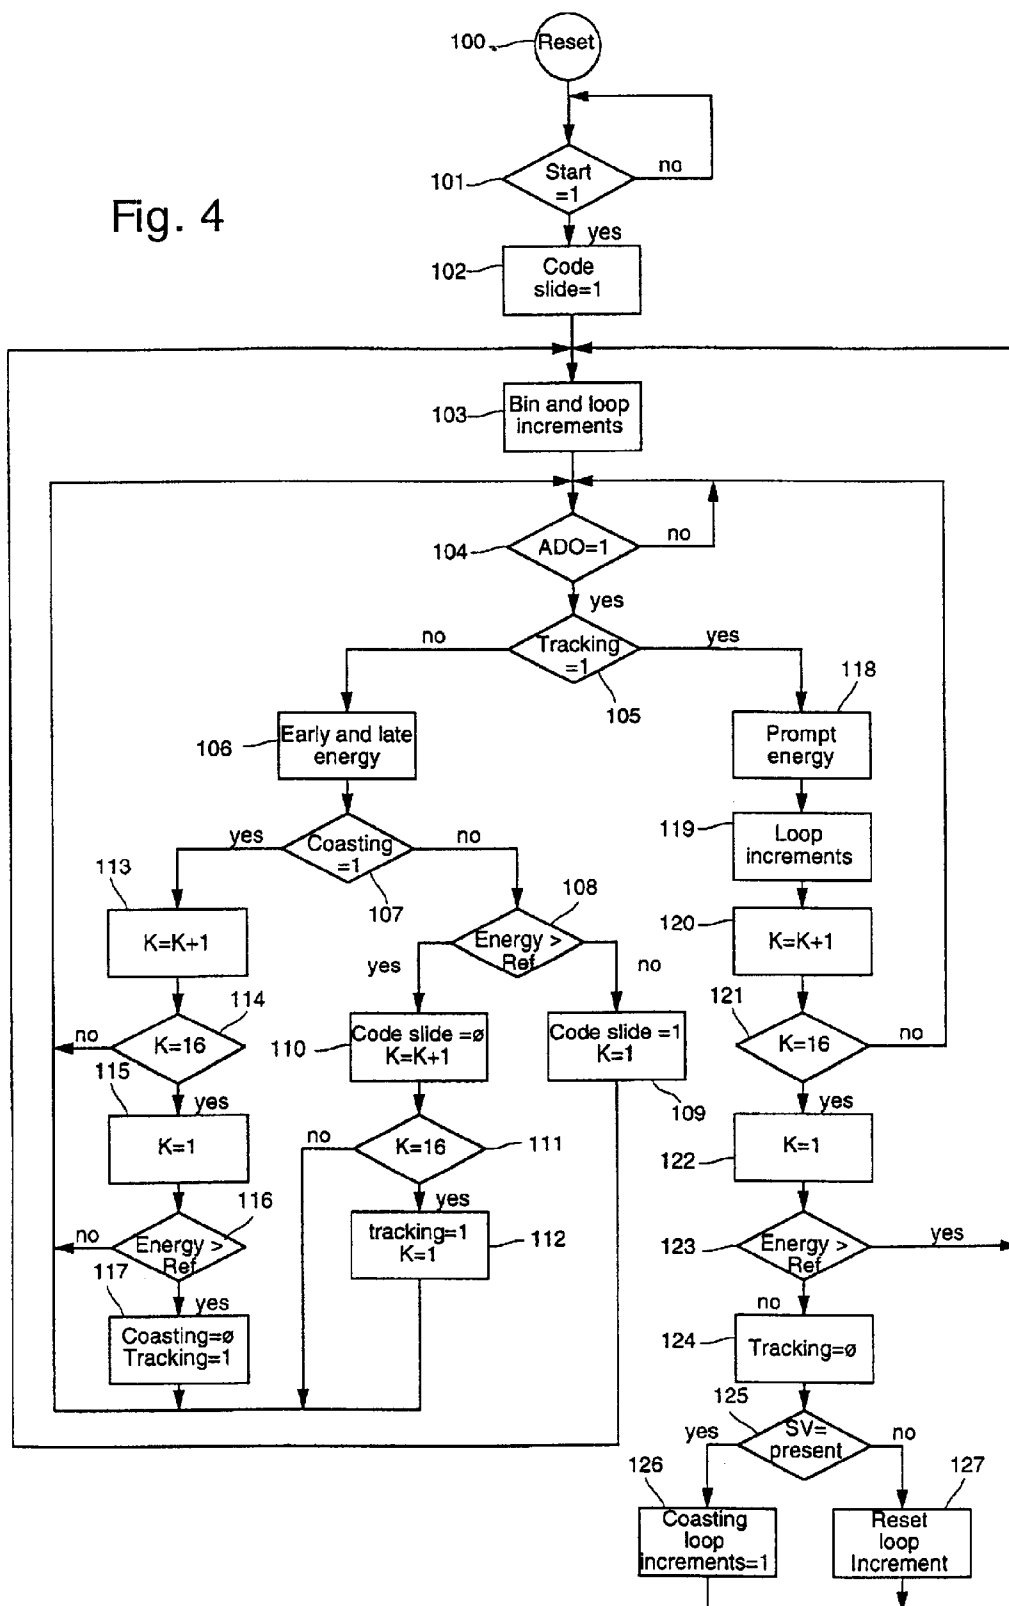 100
Reset
101
Start
=1
no
Fig. 4
yes
102
Code
slide=1
103
Bin and loop
increments
104
ADO=1
no
yes
no
Tracking
=1
yes
105
118
106
Early and late
energy
Prompt
energy
yes
Coasting
=1
no
119
Loop
increments
113
107
108
K=K+1
Energy >
Ref
120
K=K+1
yes
no
114
121
no
K=16
110
Code slide =ø
K=K+1
Code slide =1
K=1
K=16
no
115
yes
109
yes
K=1
no
K=16
111
122
K=1
116
yes
no
Energy >
Ref
tracking=1
K=1
112
123
Energy >
Ref
yes
117
yes
no
Coasting=ø
Tracking=1
124
Tracking=ø
125
yes
SV=
present
no
126
127
Coasting
loop
increments=1
Reset
loop
Increment